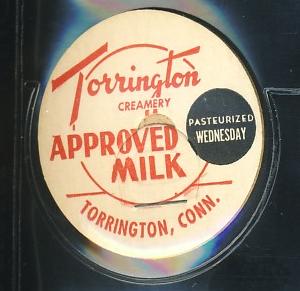 Torrington
CREAMERY
APPROVED
MILK
PASTEURIZED
WEDNESDAY
TORRINGTON, CONN.